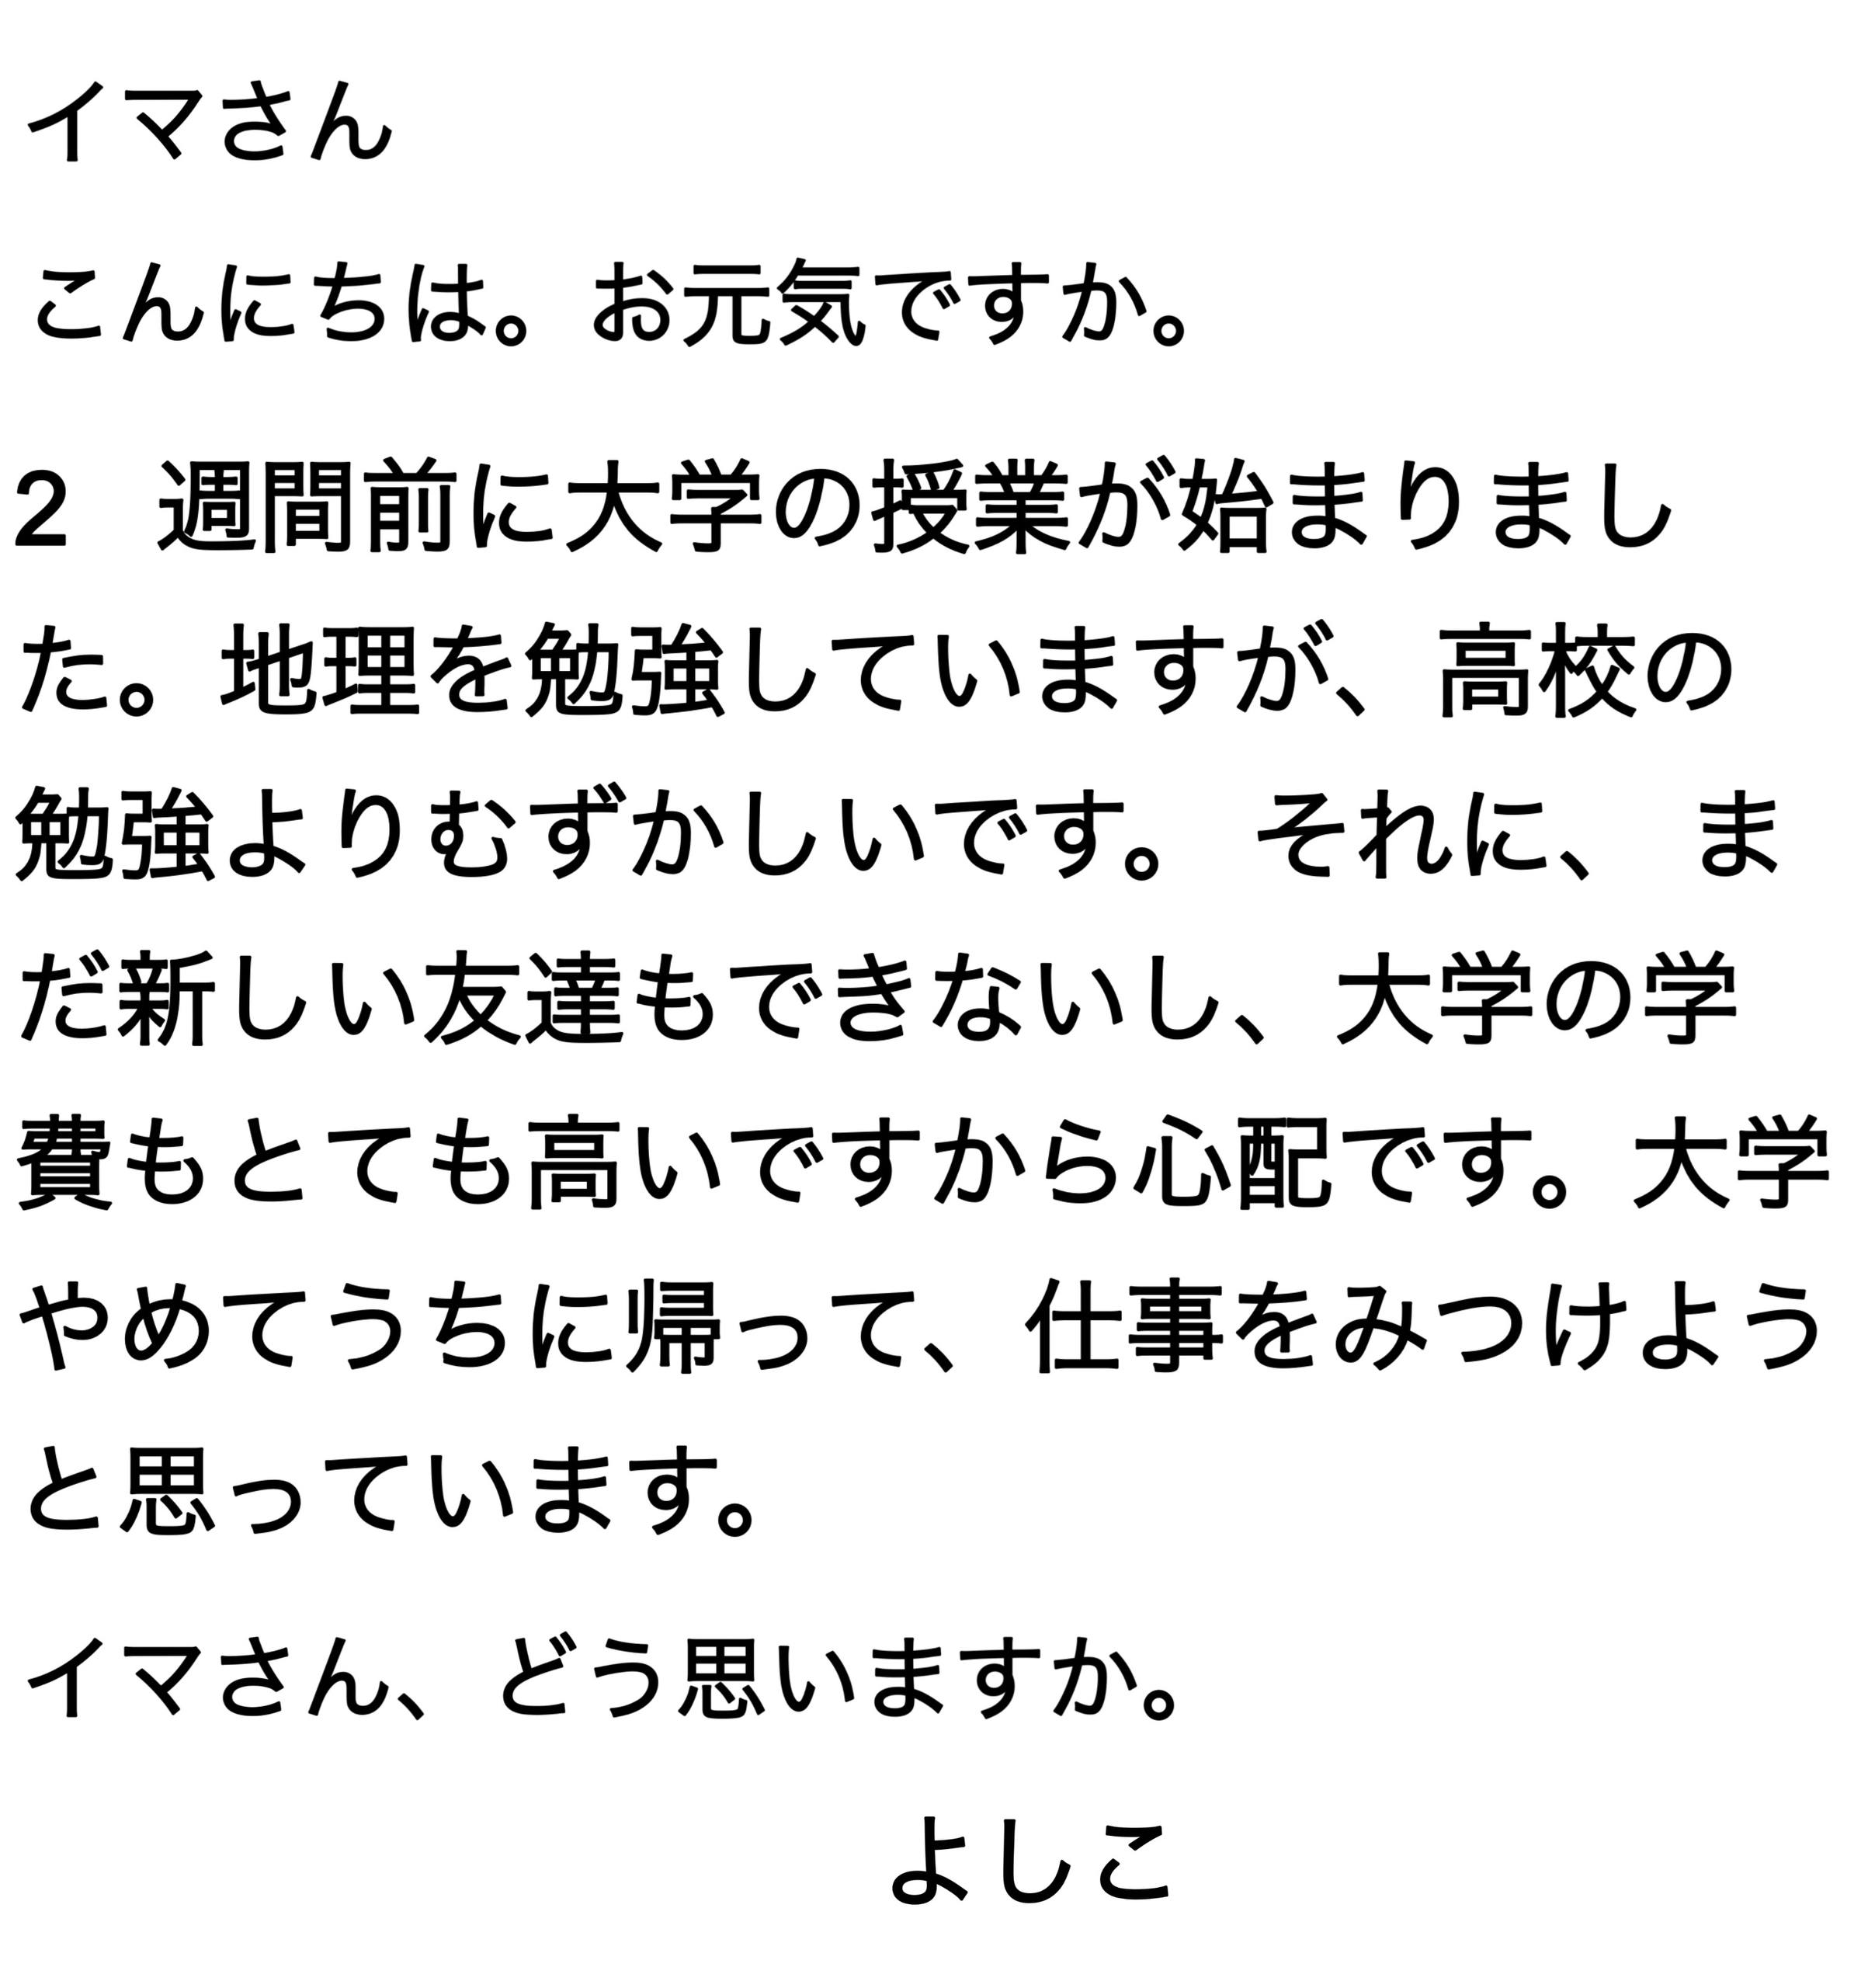 イマさん
こんにちは。お元気ですか。
2 週間前に大学の授業が始まりまし
た。地理を勉強していますが、高校の
勉強よりむずかしいです。それに、 ま
だ新しい友達もできないし、大学の学
費もとても高いですから心配です。大学
やめてうちに帰って、仕事をみつけよう
と思っています。
イマさん、どう思いますか。
よしこ